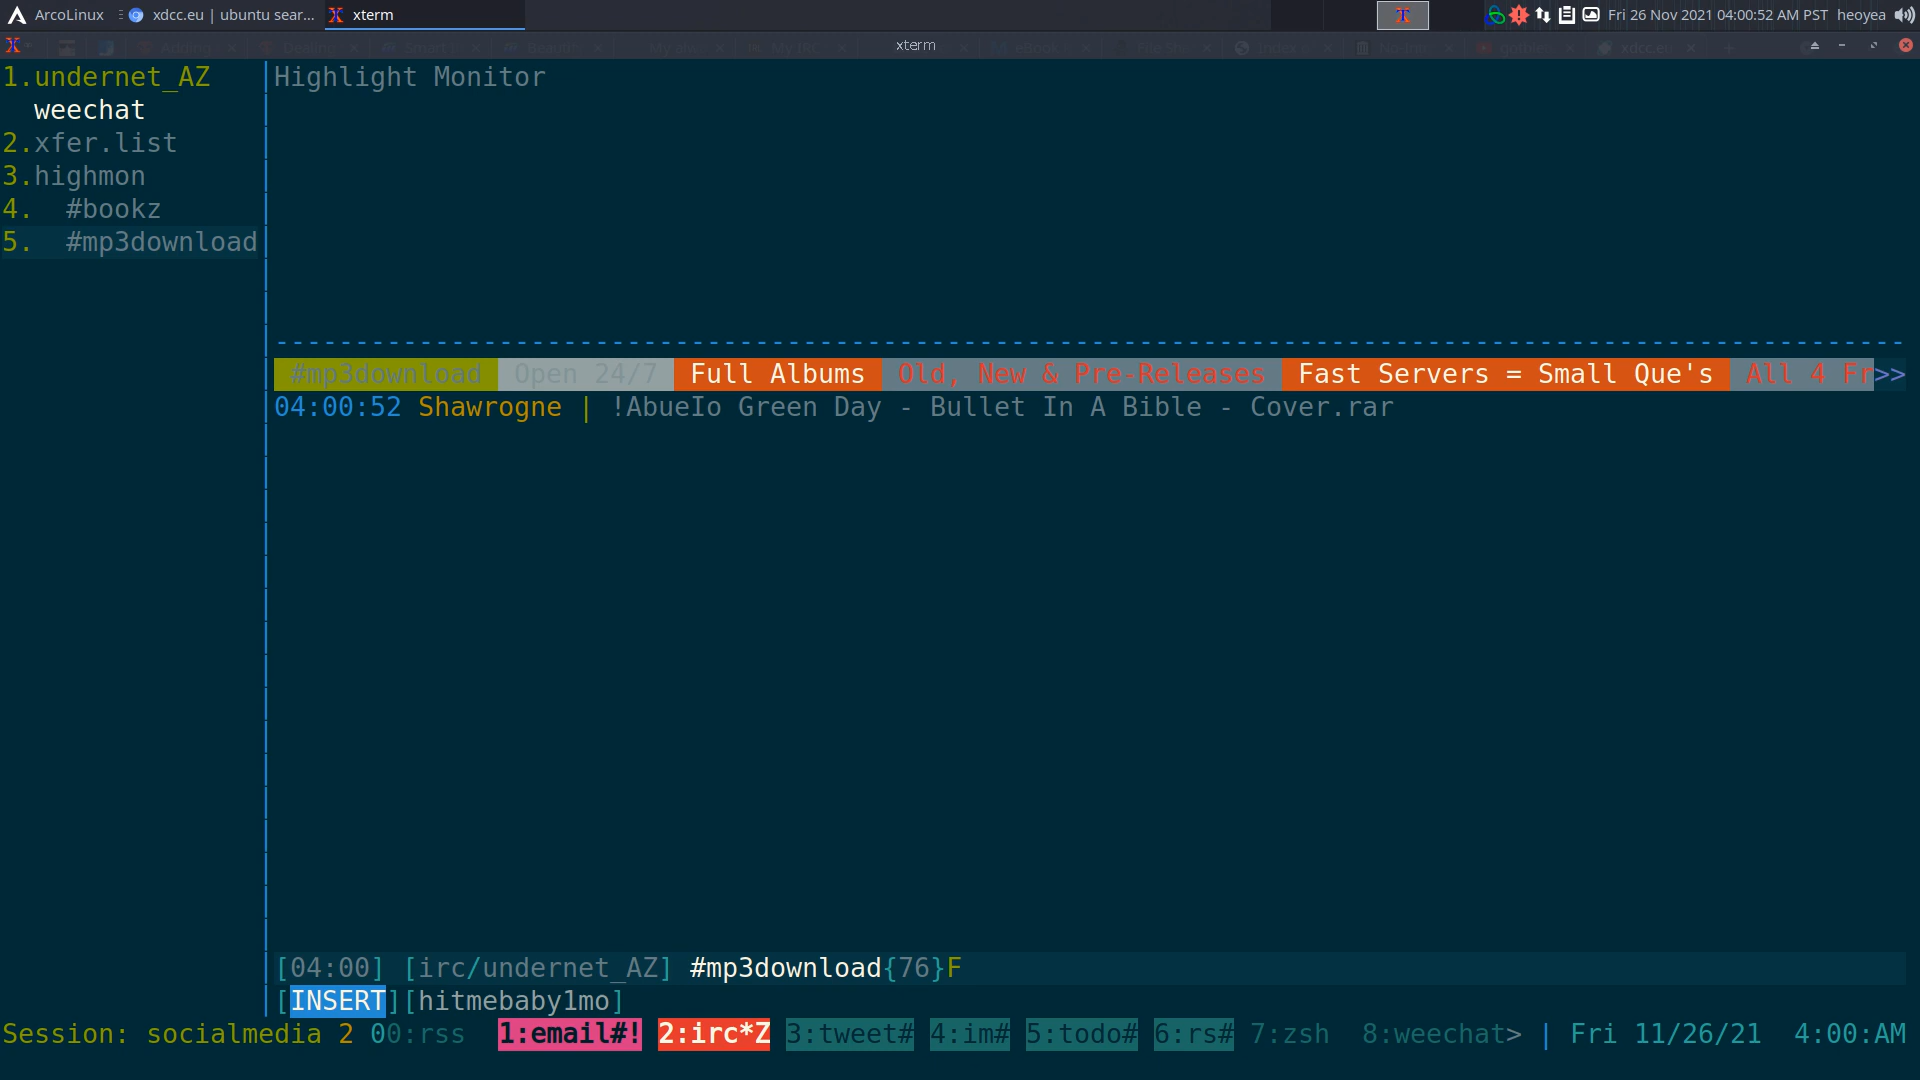 ArcoLinux xdcc.eu | ubuntu sear... xterm Fri 26 Nov 2021 04:00:52 AM PST heoyea
xterm
1.undernet_AZ
weechat
2.xfer.list
3.highmon
4. #bookz
5. #mp3download
Highlight Monitor
#mp3download Open 24/7 Full Albums Old, New & Pre-Releases Fast Servers = Small Que's All 4 Fr>>
04:00:52 Shawrogne | !AbueIo Green Day - Bullet In A Bible - Cover.rar
[04:00] [irc/undernet_AZ] #mp3download{76}F
[INSERT][hitmebaby1mo]
Session: socialmedia 2 00:rss 1:email#! 2:irc*Z 3:tweet# 4:im# 5:todo# 6:rs# 7:zsh 8:weechat> | Fri 11/26/21 4:00:AM